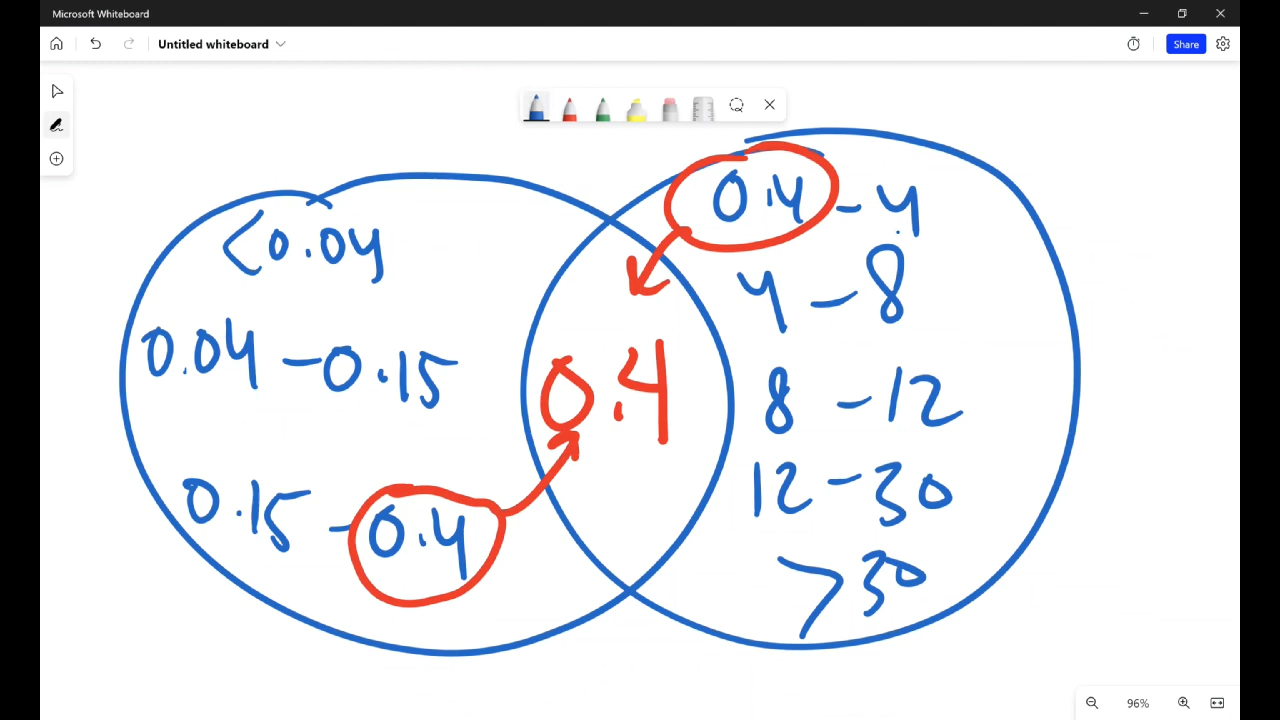 Microsoft Whiteboard
Untitled whiteboard
Share
<0.04
0.04 - 0.15
0.15 - 0.4
0.4
0.4 - 4
4 - 8
8 - 12
12 - 30
>30
96%